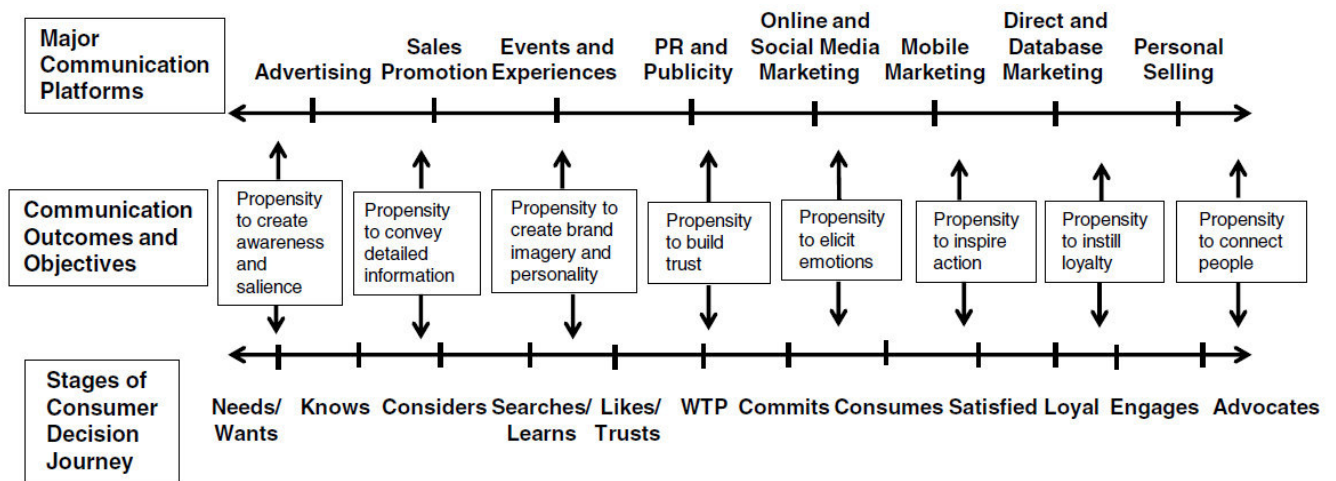 Major
Communication
Platforms
Advertising
Sales
Promotion
Events and
Experiences
PR and
Publicity
Online and
Social Media
Marketing
Mobile
Marketing
Direct and
Database
Marketing
Personal
Selling
Communication
Outcomes and
Objectives
Propensity
to create
awareness
and
salience
Propensity
to convey
detailed
information
Propensity to
create brand
imagery and
personality
Propensity
to build
trust
Propensity
to elicit
emotions
Propensity
to inspire
action
Propensity
to instill
loyalty
Propensity
to connect
people
Stages of
Consumer
Decision
Journey
Needs/
Wants
Knows
Considers
Searches/
Learns
Likes/
Trusts
WTP
Commits
Consumes
Satisfied
Loyal
Engages
Advocates